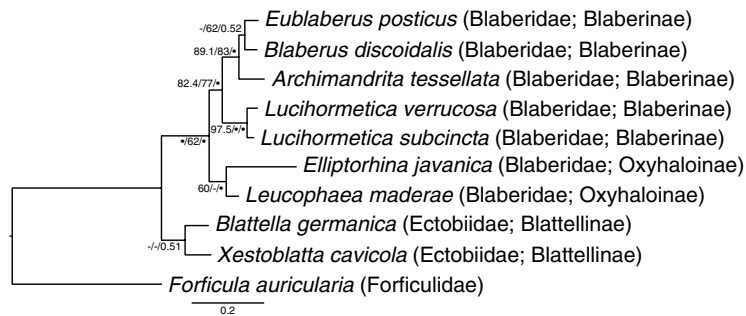 -/62/0.52
Eublaberus posticus (Blaberidae; Blaberinae)
89.1/83/•
Blaberus discoidalis (Blaberidae; Blaberinae)
82.4/77/•
Archimandrita tessellata (Blaberidae; Blaberinae)
Lucihormetica verrucosa (Blaberidae; Blaberinae)
97.5/•/•
Lucihormetica subcincta (Blaberidae; Blaberinae)
•/62/•
Elliptorhina javanica (Blaberidae; Oxyhaloinae)
60/-/•
Leucophaea maderae (Blaberidae; Oxyhaloinae)
Blattella germanica (Ectobiidae; Blattellinae)
-/-/0.51
Xestoblatta cavicola (Ectobiidae; Blattellinae)
Forficula auricularia (Forficulidae)
0.2